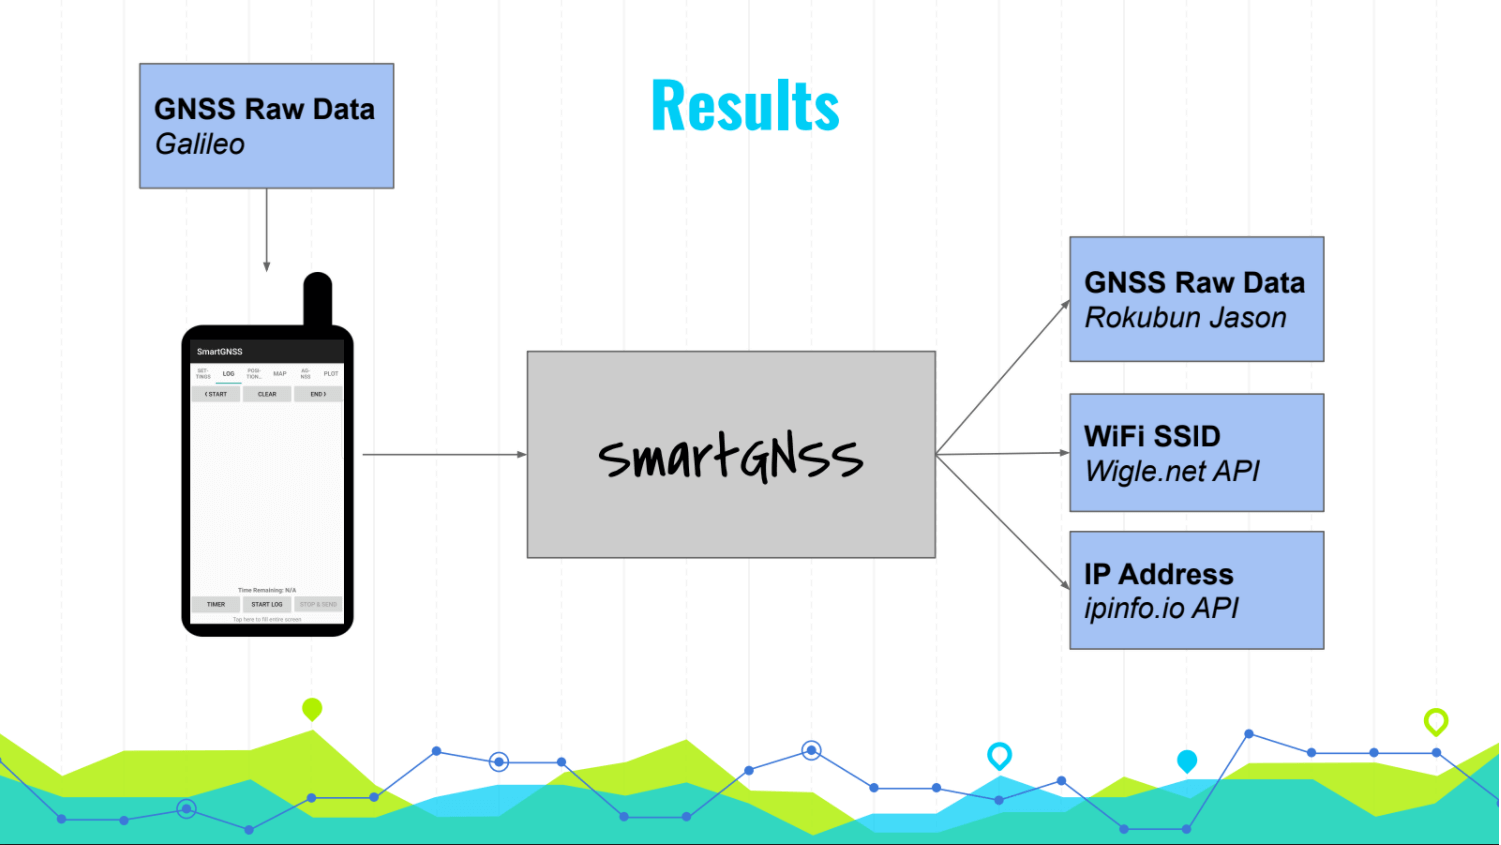 Results
GNSS Raw Data
Galileo
SmartGNSS
SET-
TINGS
LOG
POSI-
TION...
MAP
AG-
NSS
PLOT
< START
CLEAR
END >
Time Remaining: N/A
TIMER
START LOG
STOP & SEND
Tap here to fill entire screen
SmartGNSS
GNSS Raw Data
Rokubun Jason
WiFi SSID
Wigle.net API
IP Address
ipinfo.io API